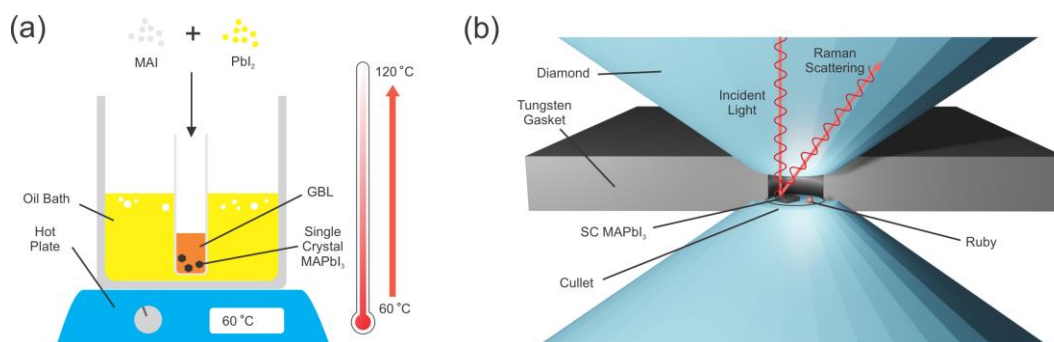 (a)
MAI
+
PbI₂
120 °C
Oil Bath
GBL
Hot
Plate
Single
Crystal
MAPbI₃
60 °C
60 °C
(b)
Diamond
Raman
Scattering
Incident
Light
Tungsten
Gasket
SC MAPbI₃
Ruby
Cullet